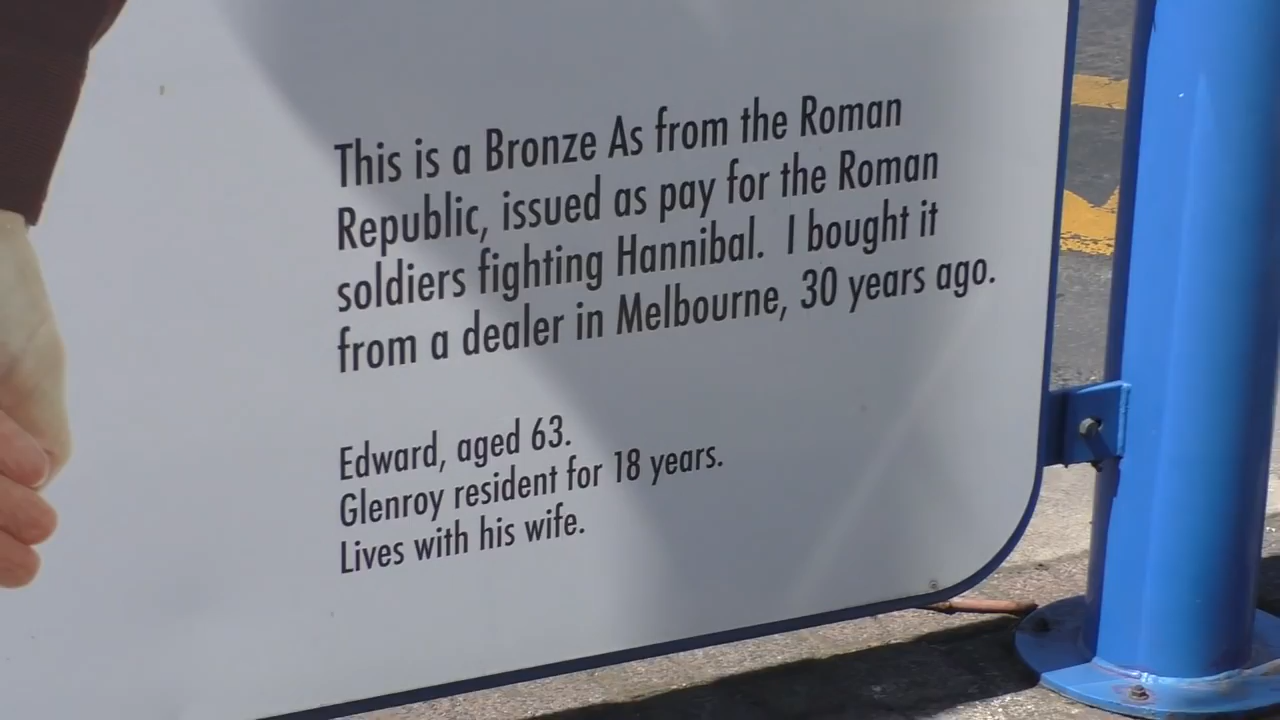 This is a Bronze As from the Roman
Republic, issued as pay for the Roman
soldiers fighting Hannibal. I bought it
from a dealer in Melbourne, 30 years ago.
Edward, aged 63.
Glenroy resident for 18 years.
Lives with his wife.